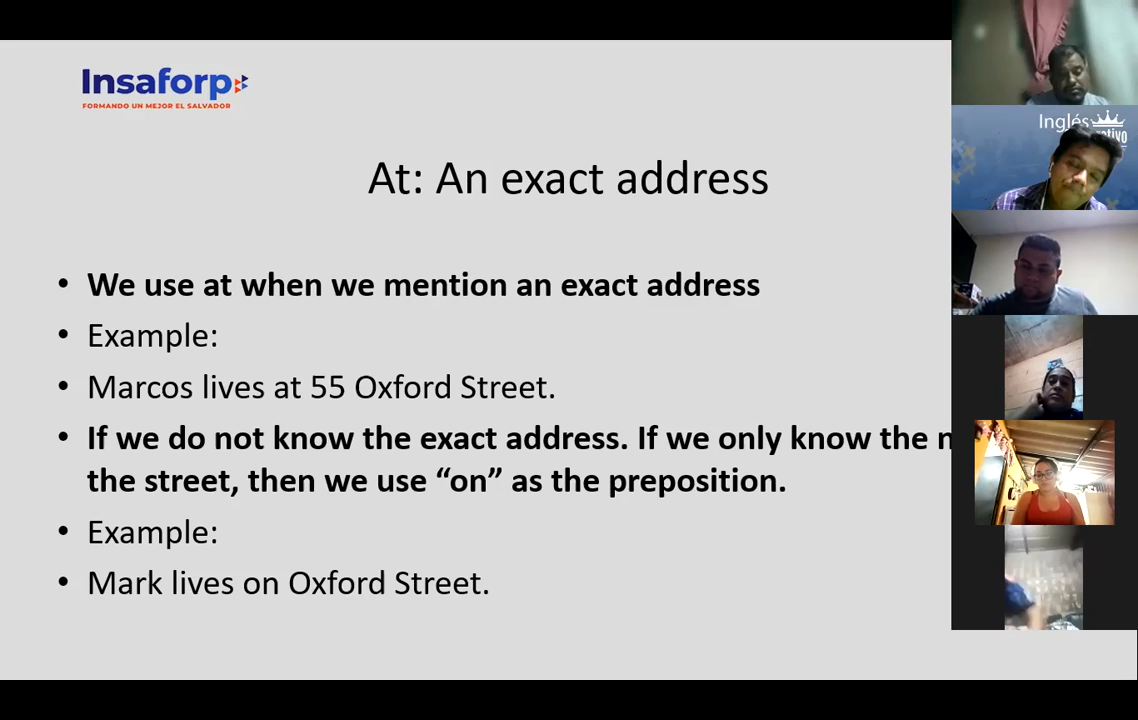 Insaforp
FORMANDO UN MEJOR EL SALVADOR
Inglés
At: An exact address
• We use at when we mention an exact address
• Example:
• Marcos lives at 55 Oxford Street.
• If we do not know the exact address. If we only know the
the street, then we use “on” as the preposition.
• Example:
• Mark lives on Oxford Street.